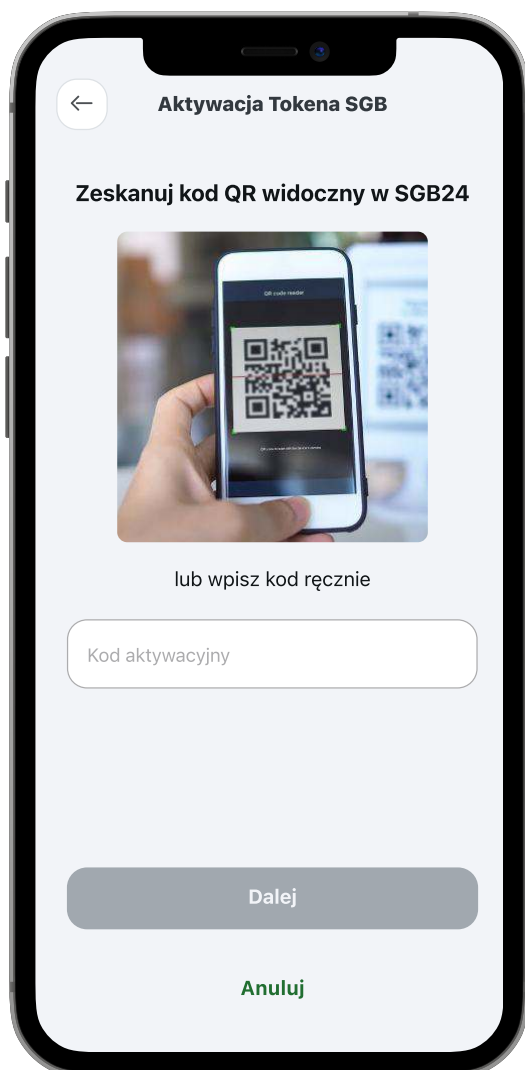 Aktywacja Tokena SGB
Zeskanuj kod QR widoczny w SGB24
QR code reader
lub wpisz kod ręcznie
Kod aktywacyjny
Dalej
Anuluj